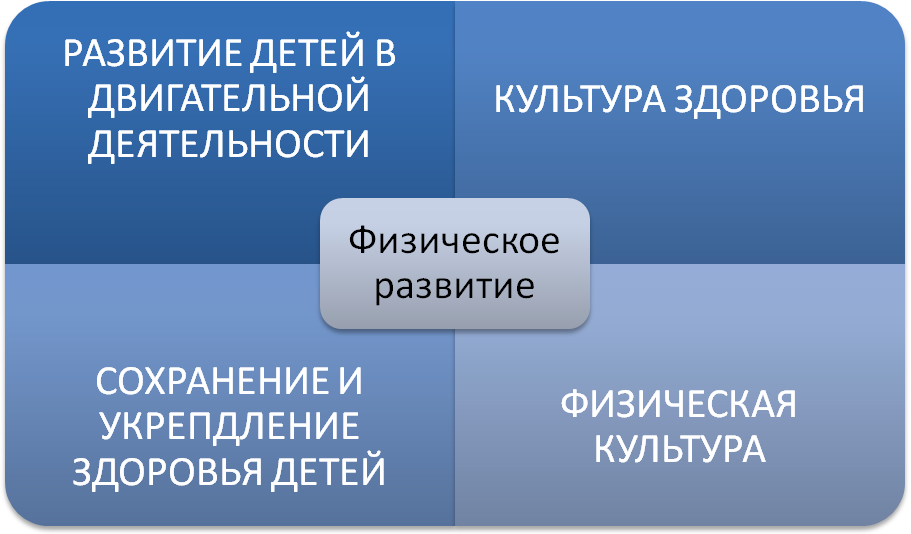 РАЗВИТИЕ ДЕТЕЙ В
ДВИГАТЕЛЬНОЙ
ДЕЯТЕЛЬНОСТИ
КУЛЬТУРА ЗДОРОВЬЯ
Физическое
развитие
СОХРАНЕНИЕ И
УКРЕПДЛЕНИЕ
ЗДОРОВЬЯ ДЕТЕЙ
ФИЗИЧЕСКАЯ
КУЛЬТУРА